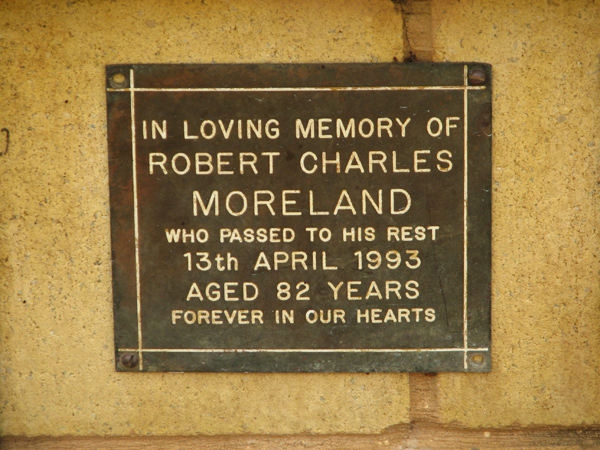 IN LOVING MEMORY OF
ROBERT CHARLES
MORELAND
WHO PASSED TO HIS REST
13th APRIL 1993
AGED 82 YEARS
FOREVER IN OUR HEARTS